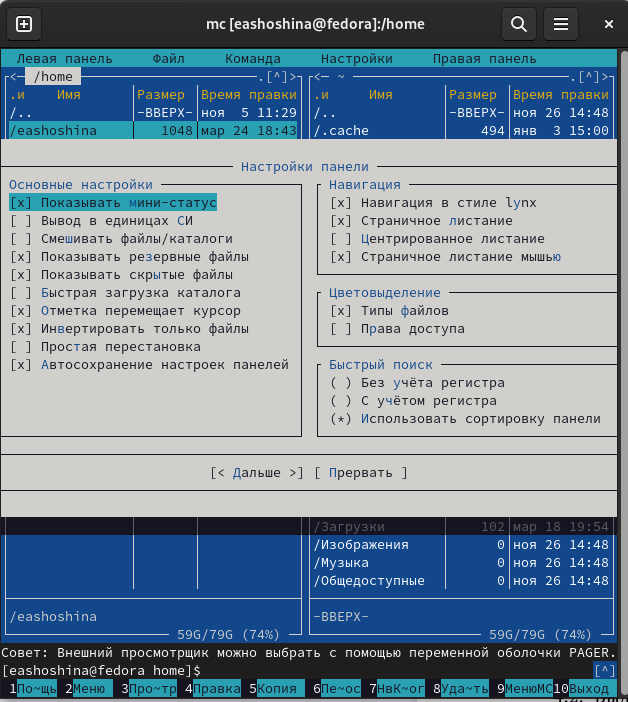 mc [eashoshina@fedora]:/home
Левая панель Файл Команда Настройки Правая панель
<— /home .[^]> <— ~ .[^]>
.и Имя Размер Время правки .и Имя Размер Время правки
/.. -ВВЕРХ- ноя 5 11:29 /.. -ВВЕРХ- ноя 26 14:48
/eashoshina 1048 мар 24 18:43 /.cache 494 янв 3 15:00
Настройки панели
Основные настройки
[x] Показывать мини-статус
[ ] Вывод в единицах СИ
[ ] Смешивать файлы/каталоги
[x] Показывать резервные файлы
[x] Показывать скрытые файлы
[ ] Быстрая загрузка каталога
[x] Отметка перемещает курсор
[x] Инвертировать только файлы
[ ] Простая перестановка
[x] Автосохранение настроек панелей
Навигация
[x] Навигация в стиле lynx
[x] Страничное листание
[ ] Центрированное листание
[x] Страничное листание мышью
Цветовыделение
[x] Типы файлов
[ ] Права доступа
Быстрый поиск
( ) Без учёта регистра
( ) С учётом регистра
(*) Использовать сортировку панели
[< Дальше >] [ Прервать ]
/Загрузки 102 мар 18 19:54
/Изображения 0 ноя 26 14:48
/Музыка 0 ноя 26 14:48
/Общедоступные 0 ноя 26 14:48
/eashoshina -ВВЕРХ-
59G/79G (74%) 59G/79G (74%)
Совет: Внешний просмотрщик можно выбрать с помощью переменной оболочки PAGER.
[eashoshina@fedora home]$ [^]
1По~щь 2Меню 3Про~тр 4Правка 5Копия 6Пе~ос 7НвК~ог 8Уда~ть 9МенюMC 10Выход